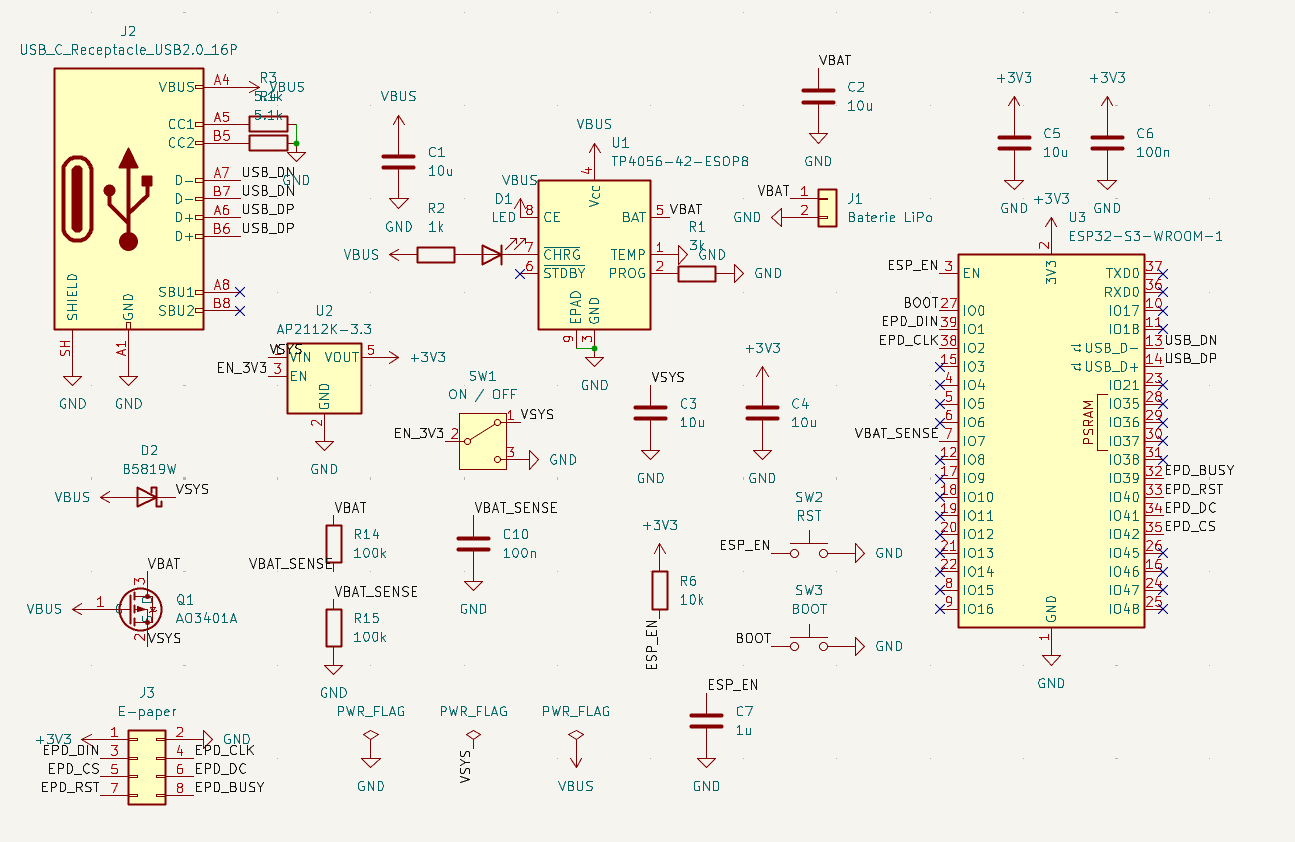 J2
USB_C_Receptacle_USB2.0_16P
VBUS A4 VBUS
R3
5.1k
R4
5.1k
CC1 A5
CC2 B5
GND
D- A7 USB_DN
D- B7 USB_DN
D+ A6 USB_DP
D+ B6 USB_DP
SBU1 A8
SBU2 B8
SHIELD
GND
SH
A1
GND
GND
VBUS
C1
10u
GND
VBUS
U1
TP4056-42-ESOP8
4
Vcc
VBUS
8 CE
BAT 5 VBAT
D1
LED
R2
1k
VBUS
7 CHRG
6 STDBY
TEMP 1 GND
PROG 2
R1
3k
GND
EPAD
GND
9
3
GND
VBAT
C2
10u
GND
VBAT 1
GND 2
J1
Baterie LiPo
+3V3
C5
10u
GND
+3V3
C6
100n
GND
+3V3
U3
ESP32-S3-WROOM-1
2
3V3
ESP_EN 3 EN
BOOT 27 IO0
EPD_DIN 39 IO1
EPD_CLK 38 IO2
15 IO3
4 IO4
5 IO5
6 IO6
VBAT_SENSE 7 IO7
12 IO8
17 IO9
18 IO10
19 IO11
20 IO12
21 IO13
22 IO14
8 IO15
9 IO16
TXD0 37
RXD0 36
IO17 10
IO18 11
USB_D- 13 USB_DN
USB_D+ 14 USB_DP
IO21 23
IO35 28
IO36 29
IO37 30
IO38 31
IO39 32 EPD_BUSY
IO40 33 EPD_RST
IO41 34 EPD_DC
IO42 35 EPD_CS
IO45 26
IO46 16
IO47 24
IO48 25
PSRAM
GND
1
GND
U2
AP2112K-3.3
VSYS 1 VIN
EN_3V3 3 EN
VOUT 5 +3V3
GND
2
GND
SW1
ON / OFF
1 VSYS
EN_3V3 2
3 GND
VSYS
C3
10u
GND
+3V3
C4
10u
GND
D2
B5819W
VBUS VSYS
VBAT
3
VBUS 1
Q1
AO3401A
G
D
S
2
VSYS
VBAT
R14
100k
VBAT_SENSE
VBAT_SENSE
R15
100k
GND
VBAT_SENSE
C10
100n
GND
+3V3
R6
10k
ESP_EN
SW2
RST
ESP_EN GND
SW3
BOOT
BOOT GND
ESP_EN
C7
1u
GND
J3
E-paper
+3V3 1 2 GND
EPD_DIN 3 4 EPD_CLK
EPD_CS 5 6 EPD_DC
EPD_RST 7 8 EPD_BUSY
PWR_FLAG
GND
PWR_FLAG
VSYS
PWR_FLAG
VBUS